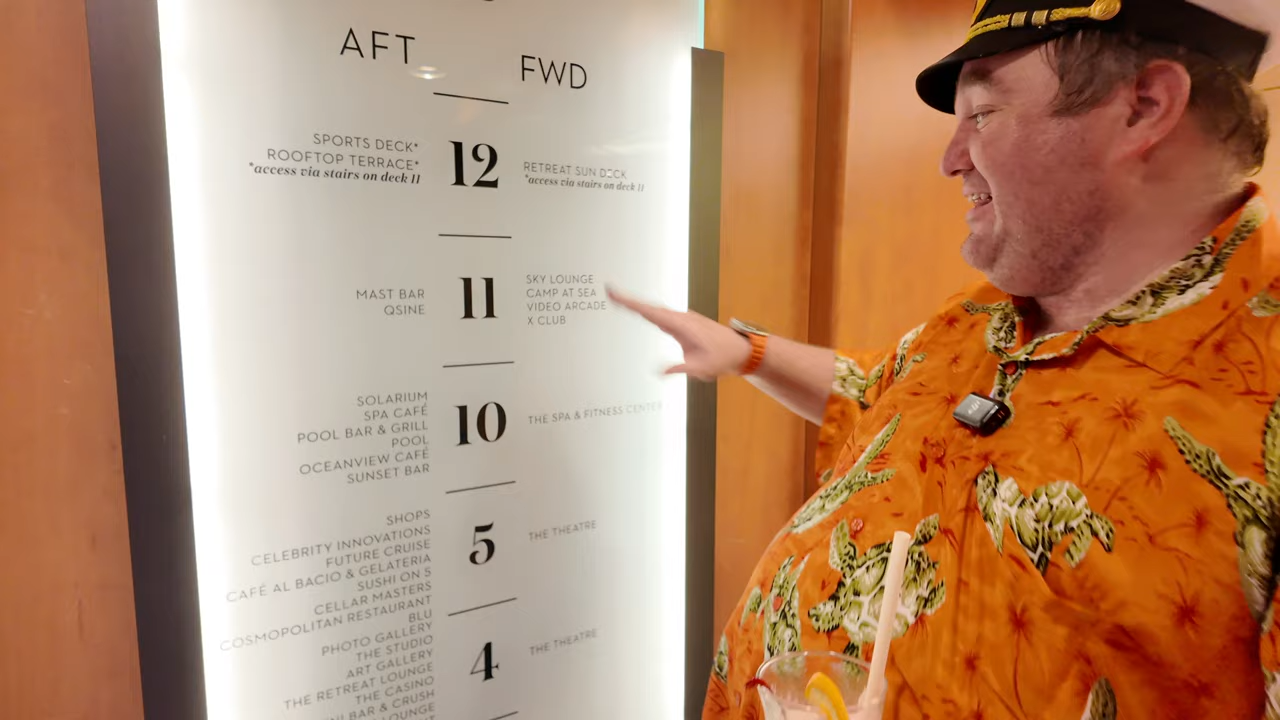 AFT
FWD
SPORTS DECK*
ROOFTOP TERRACE*
*access via stairs on deck 11
12
RETREAT SUN DECK
*access via stairs on deck 11
MAST BAR
QSINE
11
SKY LOUNGE
CAMP AT SEA
VIDEO ARCADE
X CLUB
SOLARIUM
SPA CAFÉ
POOL BAR & GRILL
POOL
OCEANVIEW CAFÉ
SUNSET BAR
10
THE SPA & FITNESS CENTER
SHOPS
CELEBRITY INNOVATIONS
FUTURE CRUISE
CAFÉ AL BACIO & GELATERIA
SUSHI ON 5
CELLAR MASTERS
COSMOPOLITAN RESTAURANT
BLU
5
THE THEATRE
PHOTO GALLERY
THE STUDIO
ART GALLERY
THE RETREAT LOUNGE
THE CASINO
BAR & CRUSH
LOUNGE
4
THE THEATRE